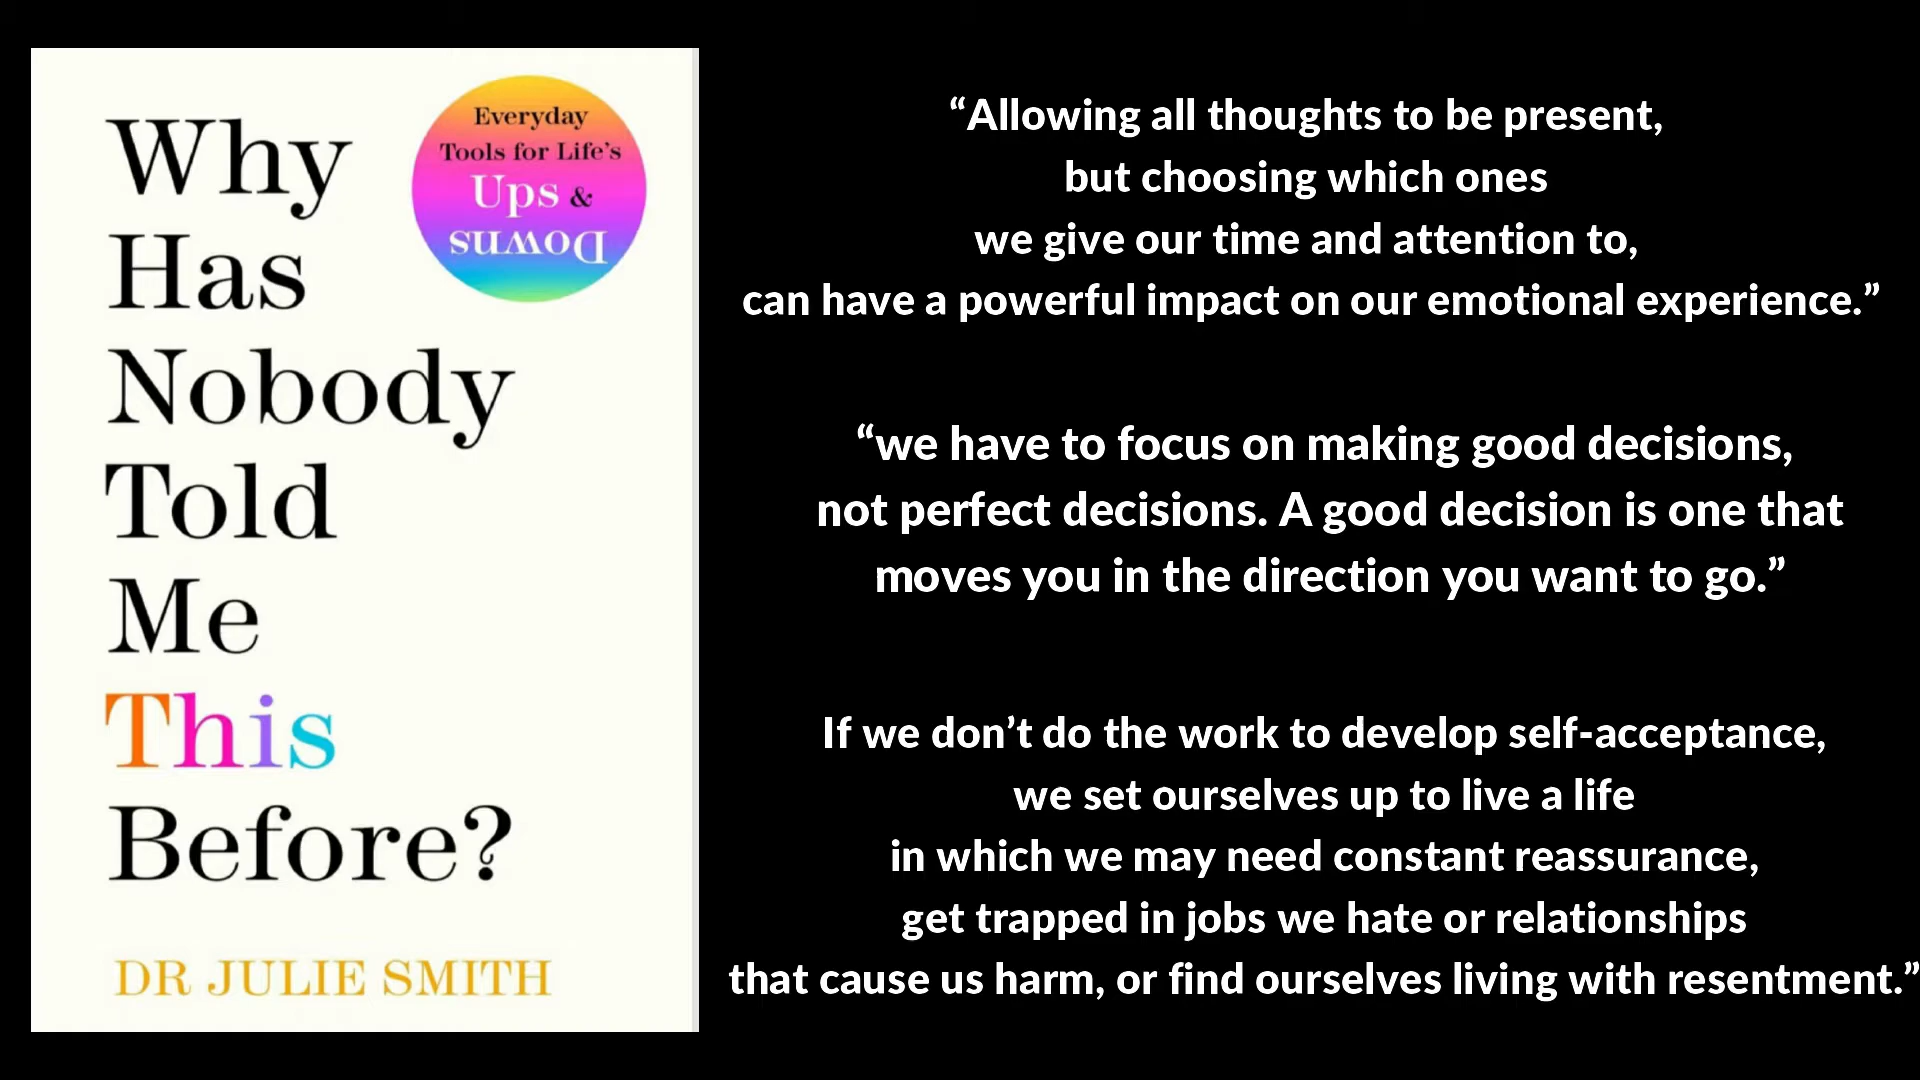 Why
Has
Nobody
Told
Me
This
Before?
Everyday
Tools for Life's
Ups &
Downs
DR JULIE SMITH
“Allowing all thoughts to be present,
but choosing which ones
we give our time and attention to,
can have a powerful impact on our emotional experience.”
“we have to focus on making good decisions,
not perfect decisions. A good decision is one that
moves you in the direction you want to go.”
If we don’t do the work to develop self-acceptance,
we set ourselves up to live a life
in which we may need constant reassurance,
get trapped in jobs we hate or relationships
that cause us harm, or find ourselves living with resentment.”